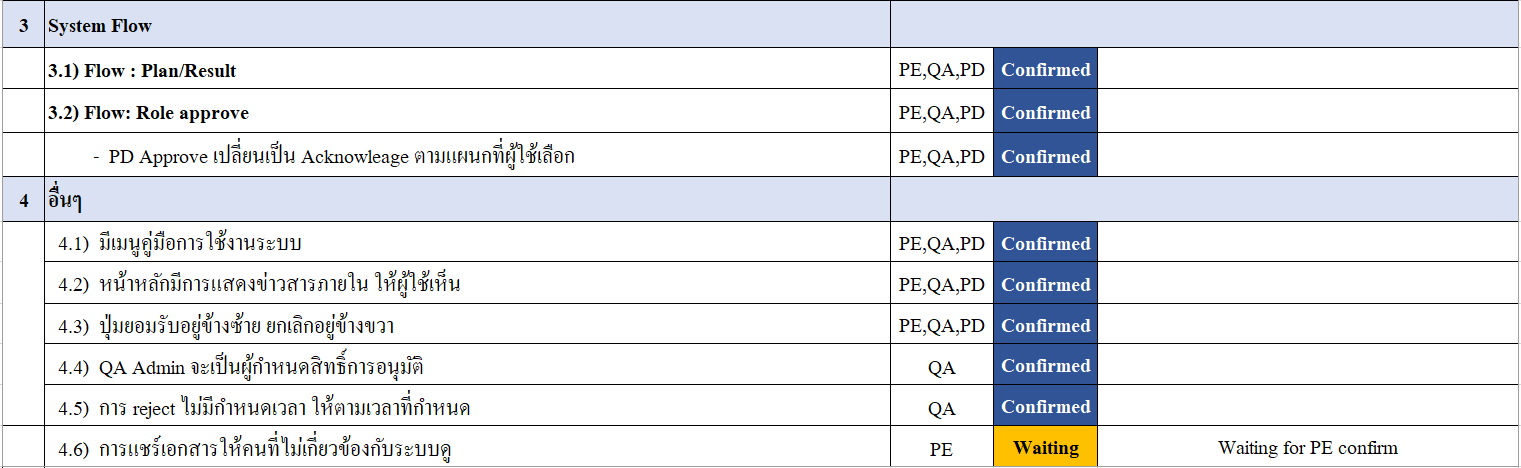 3 System Flow
3.1) Flow : Plan/Result PE,QA,PD Confirmed
3.2) Flow: Role approve PE,QA,PD Confirmed
- PD Approve เปลี่ยนเป็น Acknowleage ตามแผนกที่ผู้ใช้เลือก PE,QA,PD Confirmed
4 อื่นๆ
4.1) มีเมนูคู่มือการใช้งานระบบ PE,QA,PD Confirmed
4.2) หน้าหลักมีการแสดงข่าวสารภายใน ให้ผู้ใช้เห็น PE,QA,PD Confirmed
4.3) ปุ่มยอมรับอยู่ข้างซ้าย ยกเลิกอยู่ข้างขวา PE,QA,PD Confirmed
4.4) QA Admin จะเป็นผู้กำหนดสิทธิ์การอนุมัติ QA Confirmed
4.5) การ reject ไม่มีกำหนดเวลา ให้ตามเวลาที่กำหนด QA Confirmed
4.6) การแชร์เอกสารให้คนที่ไม่เกี่ยวข้องกับระบบดู PE Waiting Waiting for PE confirm